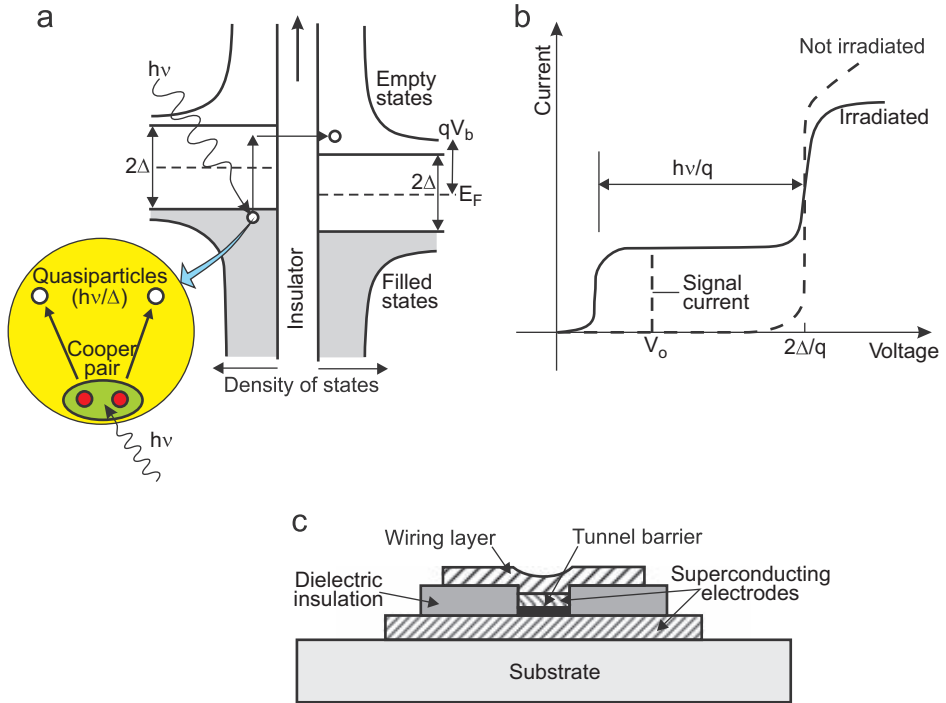 a
hν
Empty
states
qV_b
2Δ
2Δ
E_F
Insulator
Filled
states
Quasiparticles
(hν/Δ)
Cooper
pair
hν
Density of states
b
Current
Not irradiated
Irradiated
hν/q
Signal
current
V_o
2Δ/q
Voltage
c
Wiring layer
Tunnel barrier
Dielectric
insulation
Superconducting
electrodes
Substrate